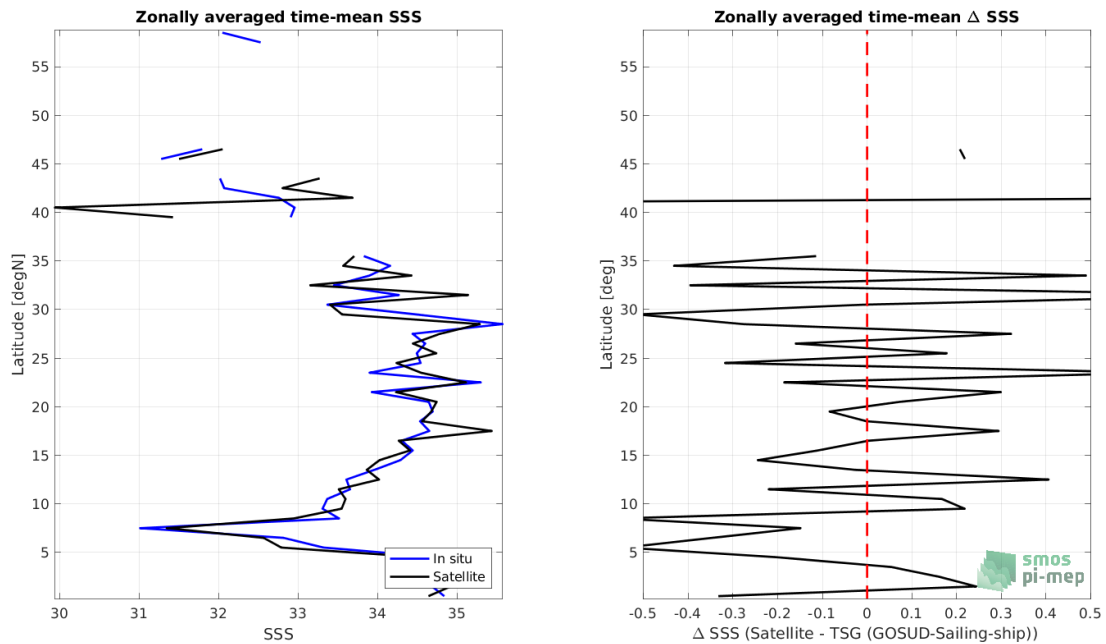 Zonally averaged time-mean SSS
Latitude [degN]
55
50
45
40
35
30
25
20
15
10
5
30 31 32 33 34 35
SSS
In situ
Satellite
Zonally averaged time-mean Δ SSS
Latitude [deg]
55
50
45
40
35
30
25
20
15
10
5
-0.5 -0.4 -0.3 -0.2 -0.1 0 0.1 0.2 0.3 0.4 0.5
Δ SSS (Satellite - TSG (GOSUD-Sailing-ship))
smos
pi-mep